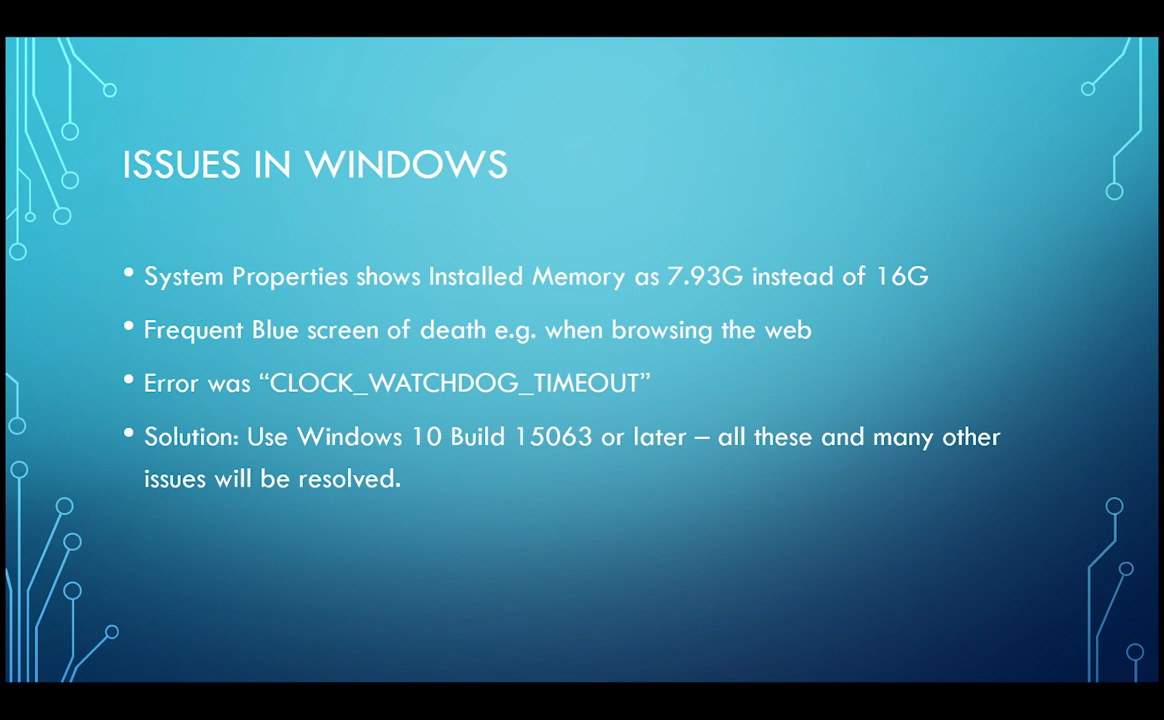 ISSUES IN WINDOWS
• System Properties shows Installed Memory as 7.93G instead of 16G
• Frequent Blue screen of death e.g. when browsing the web
• Error was “CLOCK_WATCHDOG_TIMEOUT”
• Solution: Use Windows 10 Build 15063 or later – all these and many other
issues will be resolved.